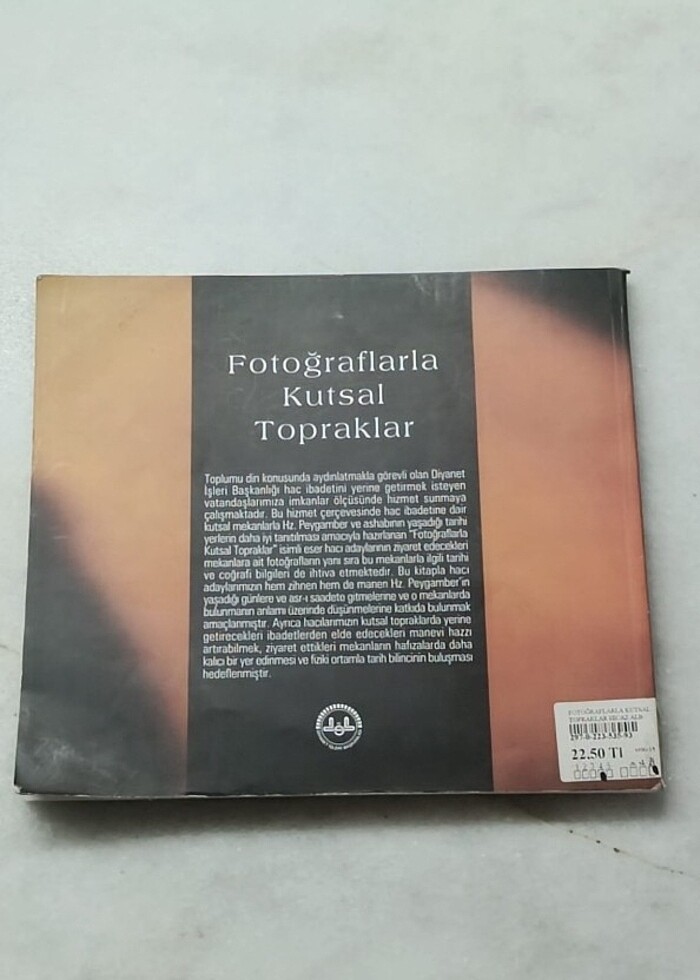 Fotoğraflarla
Kutsal
Topraklar
Toplumu din konusunda aydınlatmakla görevli olan Diyanet
İşleri Başkanlığı hac ibadetini yerine getirmek isteyen
vatandaşlarımıza imkanlar ölçüsünde hizmet sunmaya
çalışmaktadır. Bu hizmet çerçevesinde hac ibadetine dair
kutsal mekanlarla Hz. Peygamber ve ashabının yaşadığı tarihi
yerlerin daha iyi tanıtılması amacıyla hazırlanan "Fotoğraflarla
Kutsal Topraklar" isimli eser hacı adaylarının ziyaret edecekleri
mekanlara ait fotoğrafların yanı sıra bu mekanlarla ilgili tarihi
ve coğrafi bilgileri de ihtiva etmektedir. Bu kitapla hacı
adaylarımızın hem zihnen hem de manen Hz. Peygamber'in
yaşadığı günlere ve asr-ı saadete gitmelerine ve o mekanlarda
bulunmanın anlamı üzerinde düşünmelerine katkıda bulunmak
amaçlanmıştır. Ayrıca hacılarımızın kutsal topraklarda yerine
getirecekleri ibadetlerden elde edecekleri manevi hazzı
artırabilmek, ziyaret ettikleri mekanların hafızalarda daha
kalıcı bir yer edinmesi ve fiziki ortamla tarih bilincinin buluşması
hedeflenmiştir.
FOTOĞRAFLARLA KUTSAL
TOPRAKLAR
297-0-223-535-93
22.50 Tl